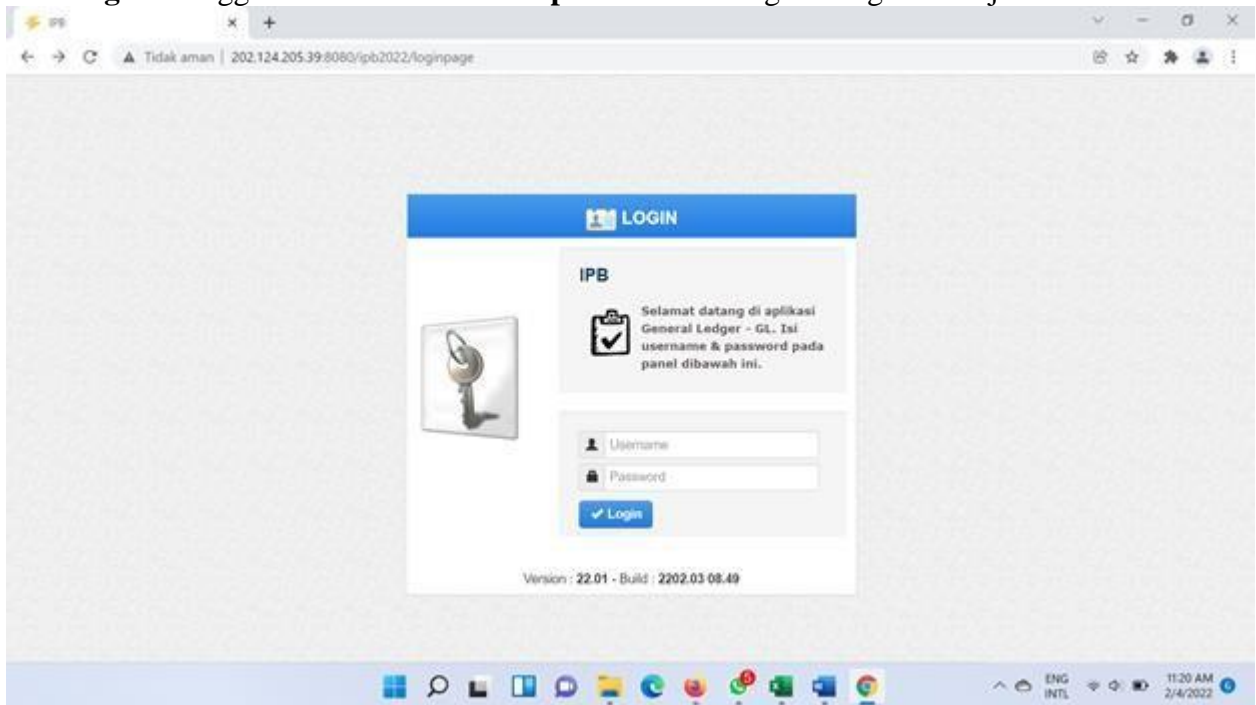 IPB
Tidak aman | 202.124.205.39:8080/ipb2022/loginpage
LOGIN
IPB
Selamat datang di aplikasi
General Ledger - GL. Isi
username & password pada
panel dibawah ini.
Username
Password
Login
Version : 22.01 - Build : 2202.03 08.49
ENG
INTL
11:20 AM
2/4/2022